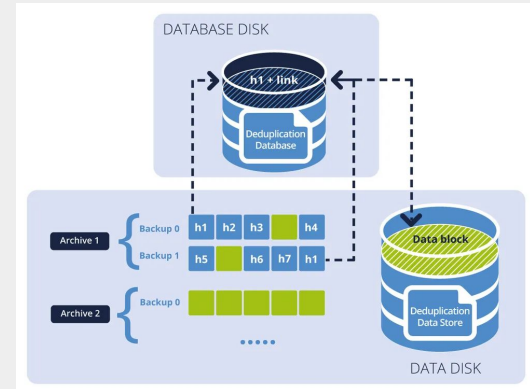 DATABASE DISK
h1 + link
Deduplication
Database
Archive 1
Backup 0
h1 h2 h3 h4
Backup 1
h5 h6 h7 h1
Archive 2
Backup 0
Data block
Deduplication
Data Store
DATA DISK